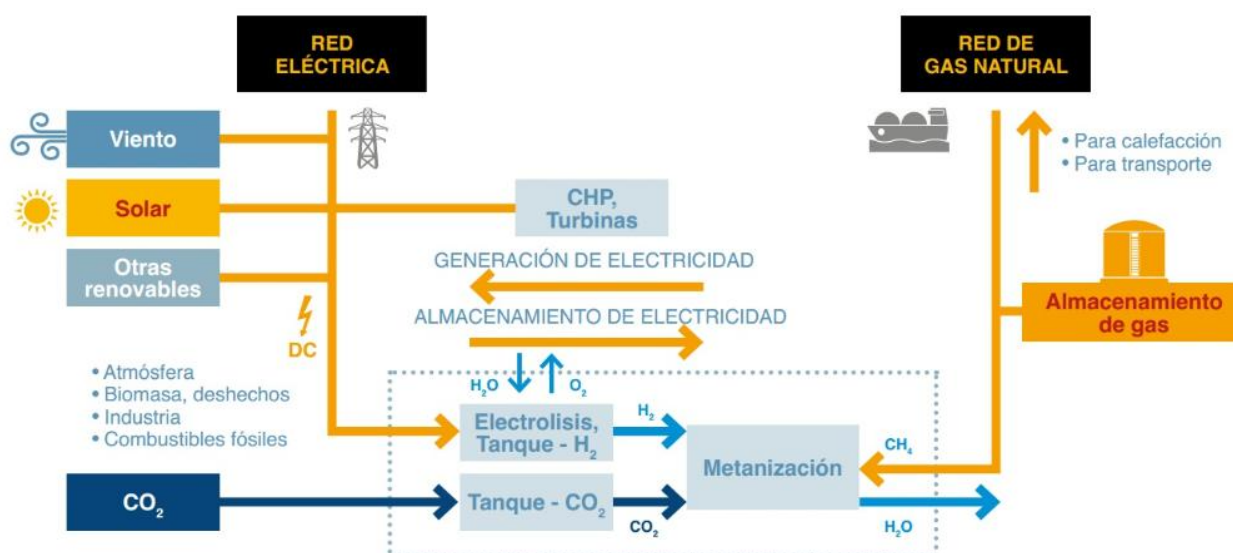 RED
ELÉCTRICA
RED DE
GAS NATURAL
Viento
• Para calefacción
• Para transporte
Solar
CHP,
Turbinas
Otras
renovables
GENERACIÓN DE ELECTRICIDAD
Almacenamiento
de gas
ALMACENAMIENTO DE ELECTRICIDAD
DC
• Atmósfera
• Biomasa, deshechos
• Industria
• Combustibles fósiles
H₂O
O₂
Electrolisis,
Tanque - H₂
H₂
Metanización
CH₄
CO₂
Tanque - CO₂
CO₂
H₂O